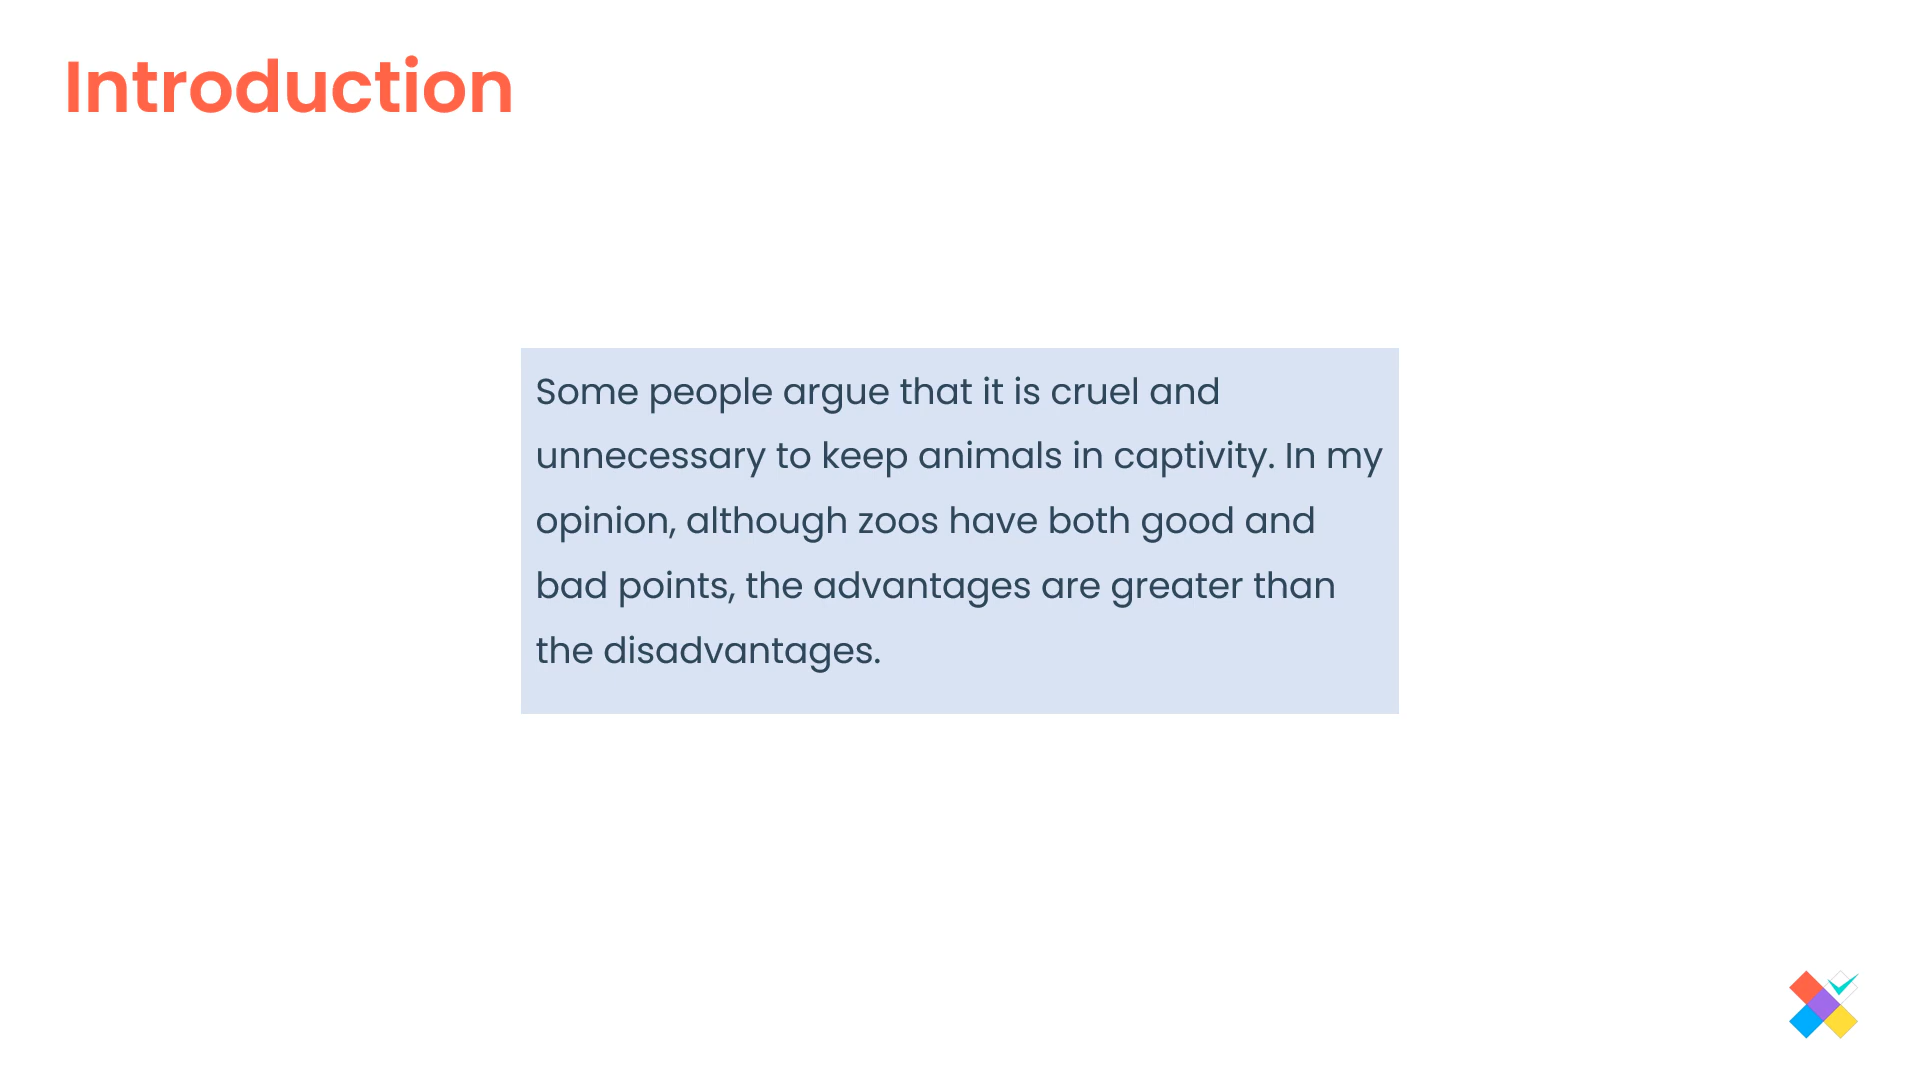 Introduction
Some people argue that it is cruel and
unnecessary to keep animals in captivity. In my
opinion, although zoos have both good and
bad points, the advantages are greater than
the disadvantages.